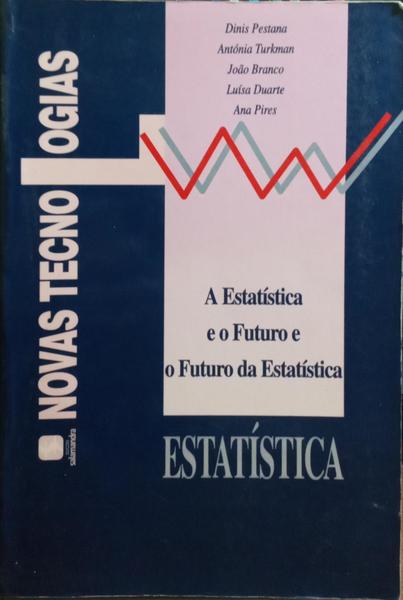 Dinis Pestana
Antónia Turkman
João Branco
Luísa Duarte
Ana Pires
NOVAS TECNOLOGIAS
A Estatística
e o Futuro e
o Futuro da Estatística
ESTATÍSTICA
salamandra